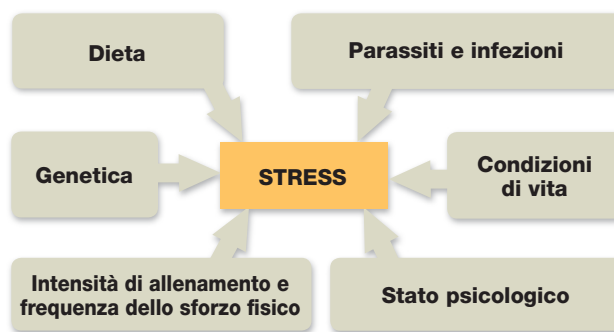 Dieta
Parassiti e infezioni
Genetica
STRESS
Condizioni
di vita
Intensità di allenamento e
frequenza dello sforzo fisico
Stato psicologico